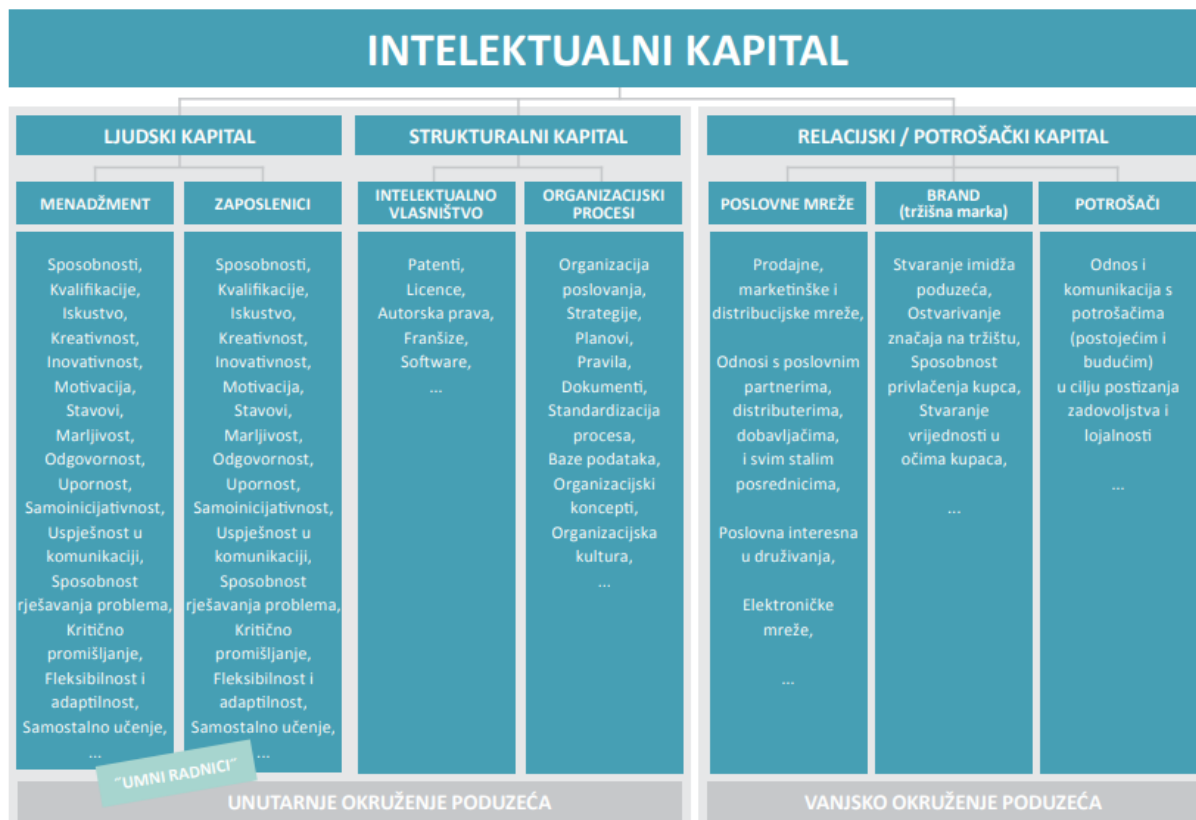 INTELEKTUALNI KAPITAL
LJUDSKI KAPITAL
MENADŽMENT
Sposobnosti,
Kvalifikacije,
Iskustvo,
Kreativnost,
Inovativnost,
Motivacija,
Stavovi,
Marljivost,
Odgovornost,
Upornost,
Samoinicijativnost,
Uspješnost u
komunikaciji,
Sposobnost
rješavanja problema,
Kritično
promišljanje,
Fleksibilnost i
adaptilnost,
Samostalno učenje,
...
ZAPOSLENICI
Sposobnosti,
Kvalifikacije,
Iskustvo,
Kreativnost,
Inovativnost,
Motivacija,
Stavovi,
Marljivost,
Odgovornost,
Upornost,
Samoinicijativnost,
Uspješnost u
komunikaciji,
Sposobnost
rješavanja problema,
Kritično
promišljanje,
Fleksibilnost i
adaptilnost,
Samostalno učenje,
...
"UMNI RADNICI"
STRUKTURALNI KAPITAL
INTELEKTUALNO
VLASNIŠTVO
Patenti,
Licence,
Autorska prava,
Franšize,
Software,
...
ORGANIZACIJSKI
PROCESI
Organizacija
poslovanja,
Strategije,
Planovi,
Pravila,
Dokumenti,
Standardizacija
procesa,
Baze podataka,
Organizacijski
koncepti,
Organizacijska
kultura,
...
UNUTARNJE OKRUŽENJE PODUZEĆA
RELACIJSKI / POTROŠAČKI KAPITAL
POSLOVNE MREŽE
Prodajne,
marketinške i
distribucijske mreže,
Odnosi s poslovnim
partnerima,
distributerima,
dobavljačima,
i svim stalim
posrednicima,
Poslovna interesna
u druživanja,
Elektroničke
mreže,
...
BRAND
(tržišna marka)
Stvaranje imidža
poduzeća,
Ostvarivanje
značaja na tržištu,
Sposobnost
privlačenja kupca,
Stvaranje
vrijednosti u
očima kupaca,
...
POTROŠAČI
Odnos i
komunikacija s
potrošačima
(postojećim i
budućim)
u cilju postizanja
zadovoljstva i
lojalnosti
...
VANJSKO OKRUŽENJE PODUZEĆA